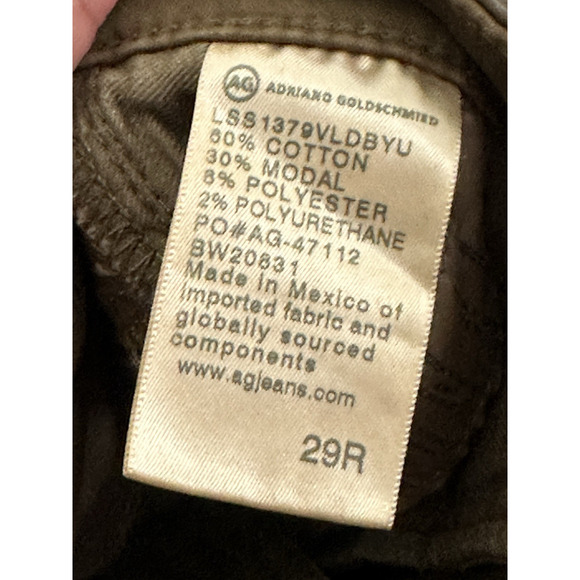 AG ADRIANO GOLDSCHMIED
LSS1379VLDBYU
60% COTTON
30% MODAL
8% POLYESTER
2% POLYURETHANE
PO#AG-47112
BW20831
Made in Mexico of
imported fabric and
globally sourced
components
www.agjeans.com
29R